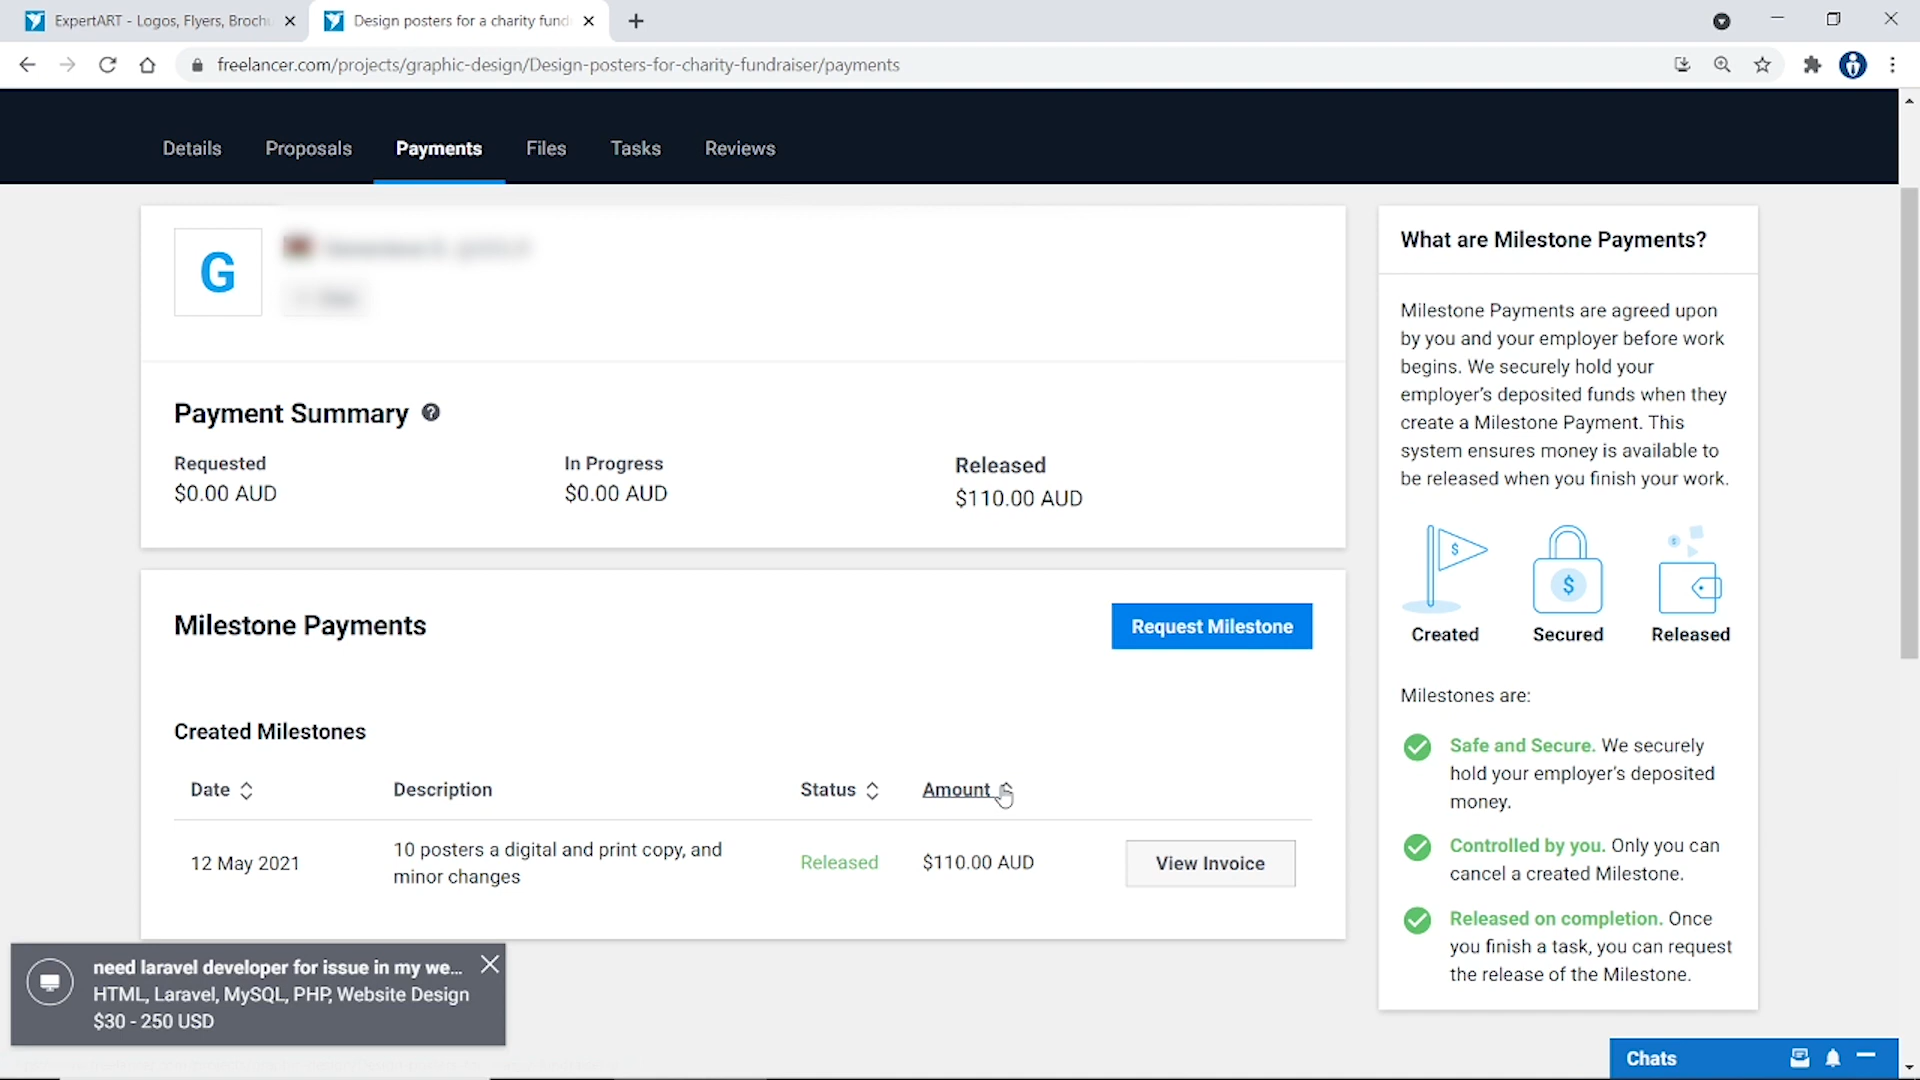 ExpertART - Logos, Flyers, Broch
Design posters for a charity fund
freelancer.com/projects/graphic-design/Design-posters-for-charity-fundraiser/payments
Details Proposals Payments Files Tasks Reviews
G
Payment Summary ?
Requested In Progress Released
$0.00 AUD $0.00 AUD $110.00 AUD
Milestone Payments
Request Milestone
Created Milestones
Date Description Status Amount
12 May 2021 10 posters a digital and print copy, and Released $110.00 AUD View Invoice
minor changes
What are Milestone Payments?
Milestone Payments are agreed upon
by you and your employer before work
begins. We securely hold your
employer's deposited funds when they
create a Milestone Payment. This
system ensures money is available to
be released when you finish your work.
$ $ $
Created Secured Released
Milestones are:
Safe and Secure. We securely
hold your employer's deposited
money.
Controlled by you. Only you can
cancel a created Milestone.
Released on completion. Once
you finish a task, you can request
the release of the Milestone.
need laravel developer for issue in my we...
HTML, Laravel, MySQL, PHP, Website Design
$30 - 250 USD
Chats